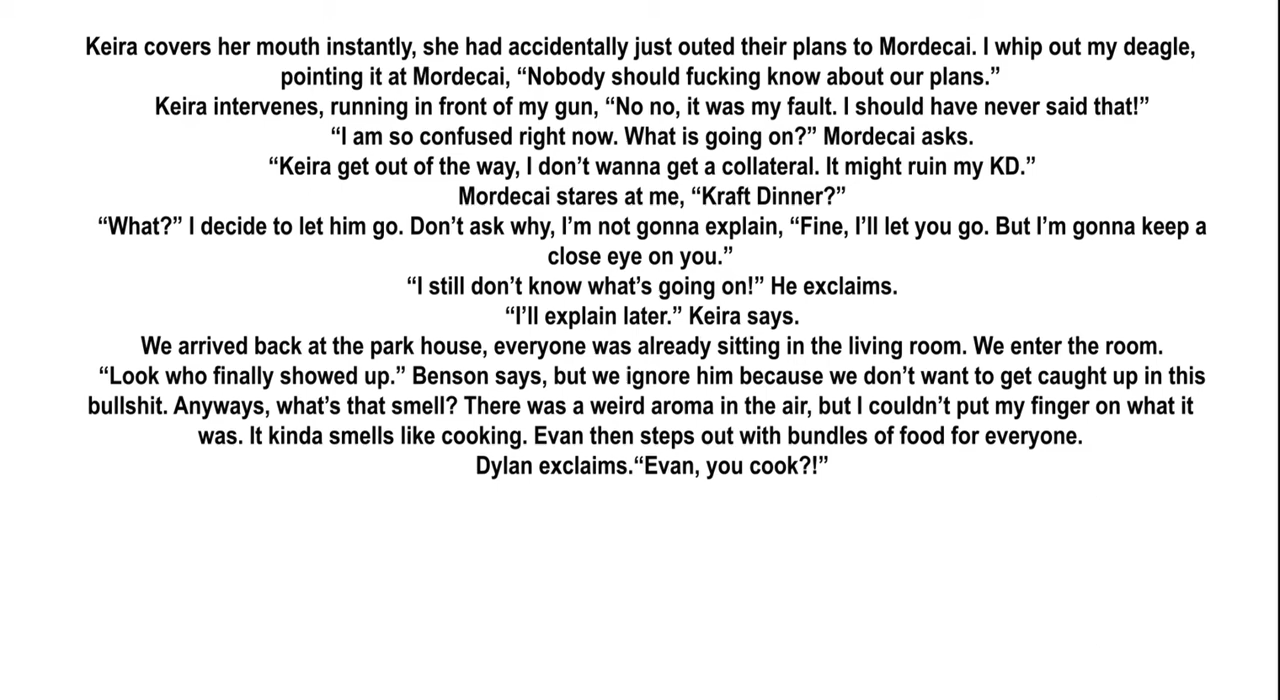 Keira covers her mouth instantly, she had accidentally just outed their plans to Mordecai. I whip out my deagle,
pointing it at Mordecai, “Nobody should fucking know about our plans.”
Keira intervenes, running in front of my gun, “No no, it was my fault. I should have never said that!”
“I am so confused right now. What is going on?” Mordecai asks.
“Keira get out of the way, I don’t wanna get a collateral. It might ruin my KD.”
Mordecai stares at me, “Kraft Dinner?”
“What?” I decide to let him go. Don’t ask why, I’m not gonna explain, “Fine, I’ll let you go. But I’m gonna keep a
close eye on you.”
“I still don’t know what’s going on!” He exclaims.
“I’ll explain later.” Keira says.
We arrived back at the park house, everyone was already sitting in the living room. We enter the room.
“Look who finally showed up.” Benson says, but we ignore him because we don’t want to get caught up in this
bullshit. Anyways, what’s that smell? There was a weird aroma in the air, but I couldn’t put my finger on what it
was. It kinda smells like cooking. Evan then steps out with bundles of food for everyone.
Dylan exclaims.“Evan, you cook?!”